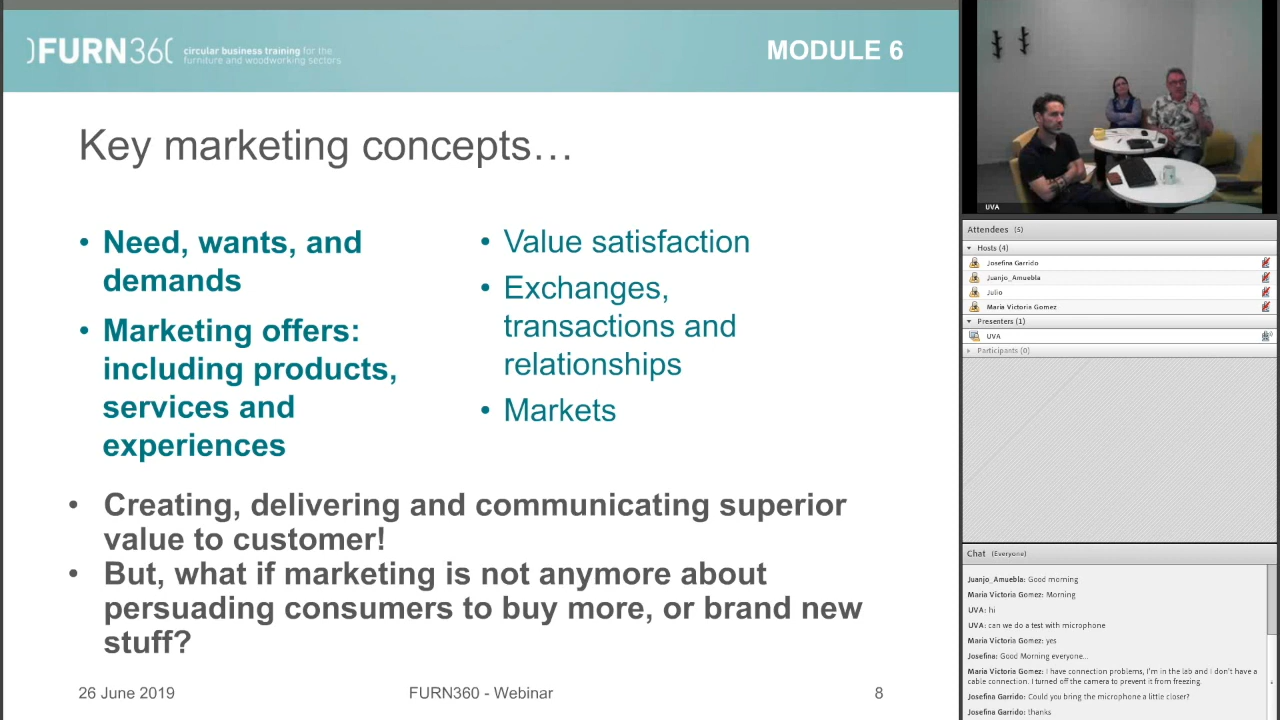 FURN360 circular business training for the
furniture and woodworking sectors
MODULE 6
Key marketing concepts…
• Need, wants, and
demands
• Marketing offers:
including products,
services and
experiences
• Value satisfaction
• Exchanges,
transactions and
relationships
• Markets
• Creating, delivering and communicating superior
value to customer!
• But, what if marketing is not anymore about
persuading consumers to buy more, or brand new
stuff?
26 June 2019
FURN360 - Webinar
8
UVA
Attendees (5)
Hosts (4)
Josefina Garrido
Juanjo_Amuebla
Julio
Maria Victoria Gomez
Presenters (1)
UVA
Participants (0)
Chat (Everyone)
Juanjo_Amuebla: Good morning
Maria Victoria Gomez: Morning
UVA: hi
UVA: can we do a test with microphone
Maria Victoria Gomez: yes
Josefina: Good Morning everyone...
Maria Victoria Gomez: I have connection problems, I'm in the lab and i don't have a
cable connection. I turned off the camera to prevent it from freezing.
Josefina Garrido: Could you bring the microphone a little closer?
Josefina Garrido: thanks